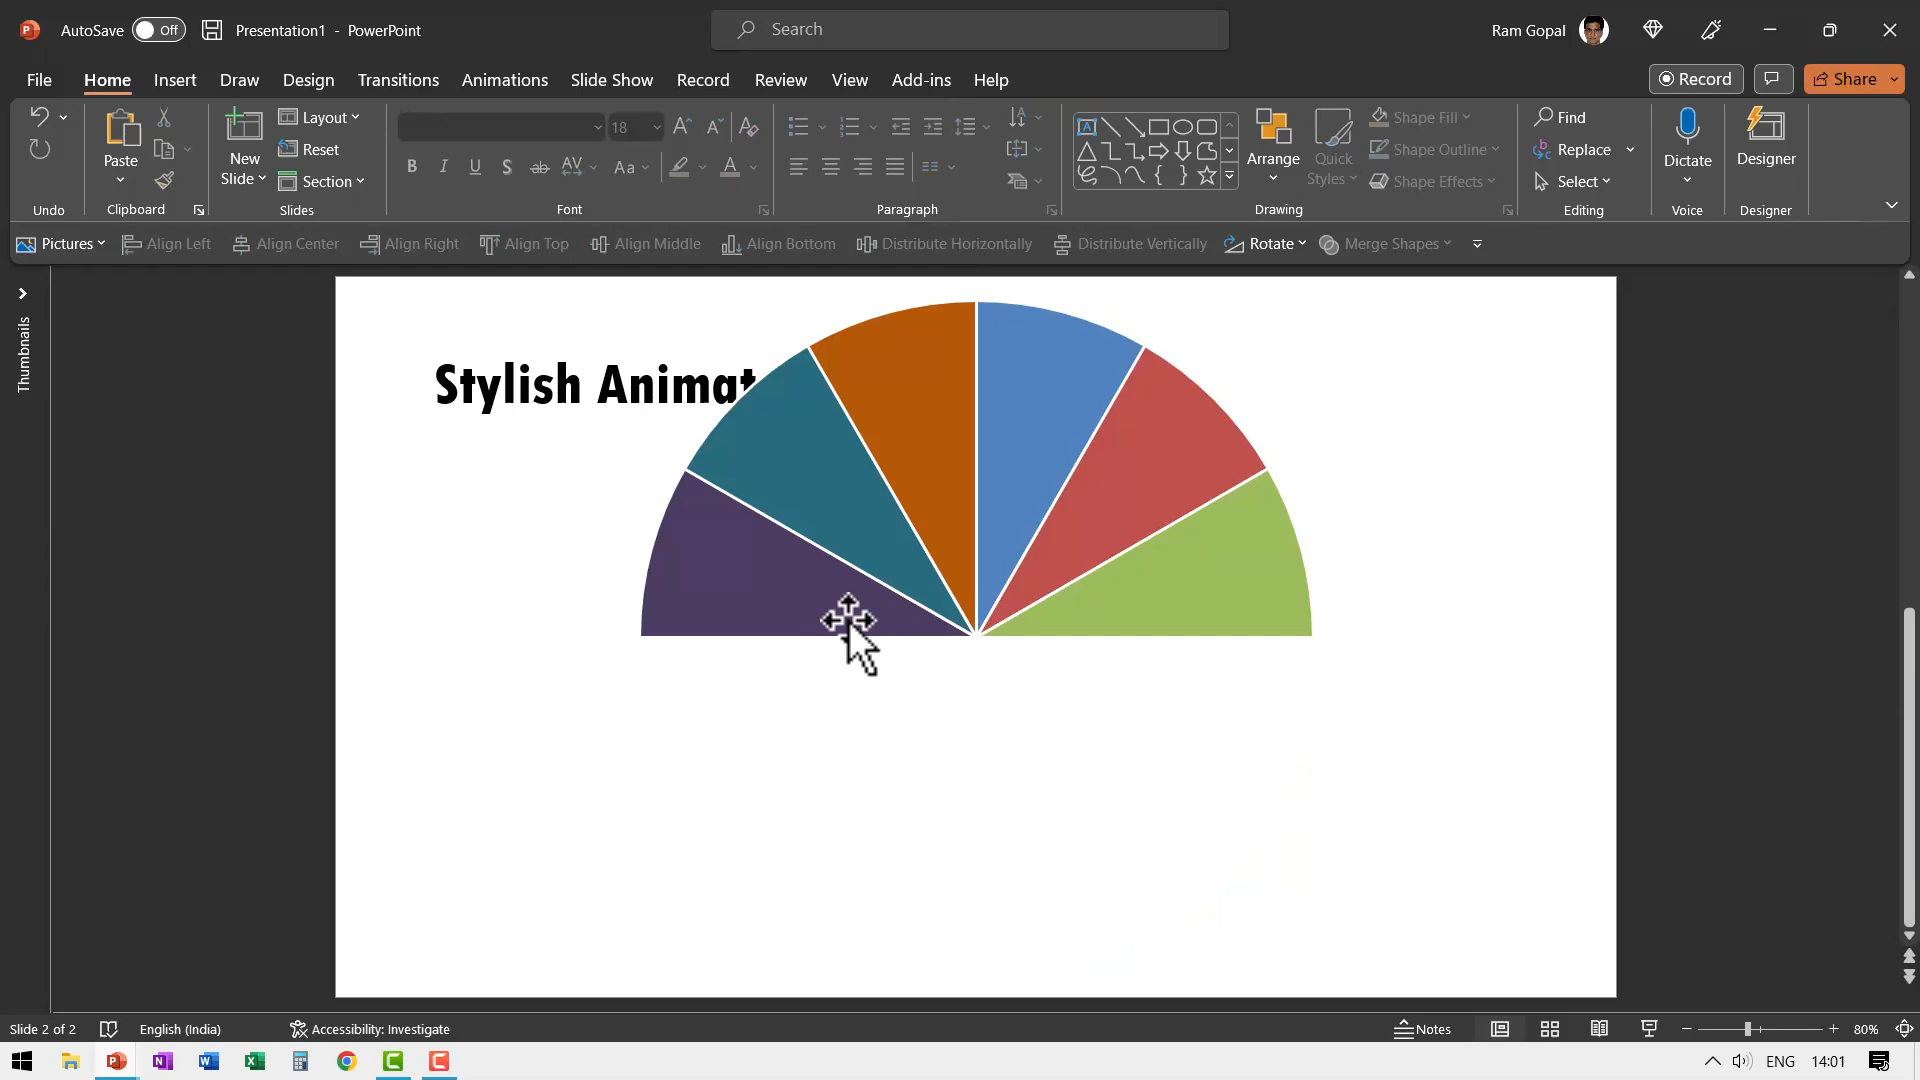 AutoSave Off Presentation1 - PowerPoint Search Ram Gopal
File Home Insert Draw Design Transitions Animations Slide Show Record Review View Add-ins Help Record Share
Paste New Slide Layout Reset Section 18 B I U S ab AV Aa A Arrange Quick Styles Shape Fill Shape Outline Shape Effects Find Replace Select Dictate Designer
Undo Clipboard Slides Font Paragraph Drawing Editing Voice Designer
Pictures Align Left Align Center Align Right Align Top Align Middle Align Bottom Distribute Horizontally Distribute Vertically Rotate Merge Shapes
Thumbnails
Stylish Animat
Slide 2 of 2 English (India) Accessibility: Investigate Notes 80%
ENG 14:01